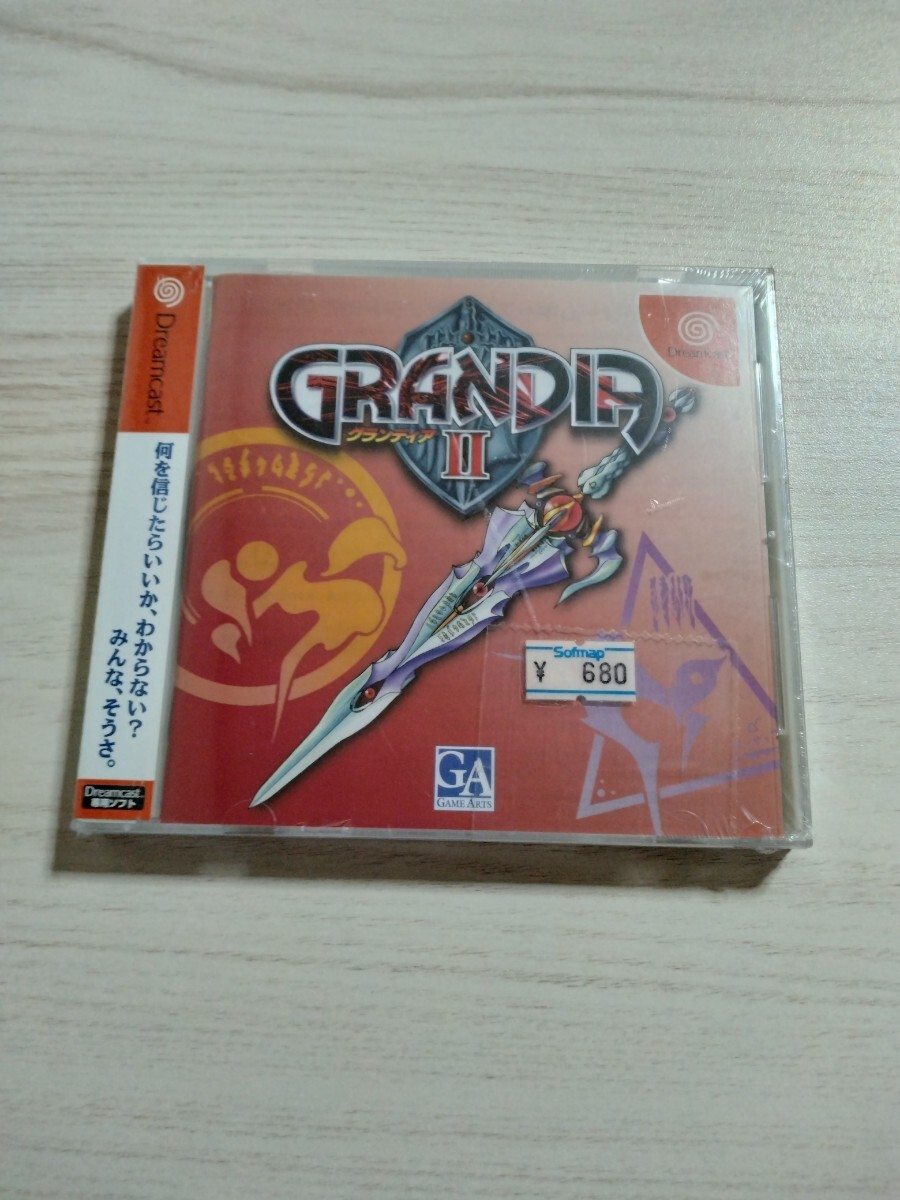 Dreamcast
何を信じたらいいか、わからない？
みんな、そうさ。
Dreamcast
専用ソフト
GRANDIA
グランディア
II
Dreamcast
Sofmap
¥ 680
GA
GAME ARTS